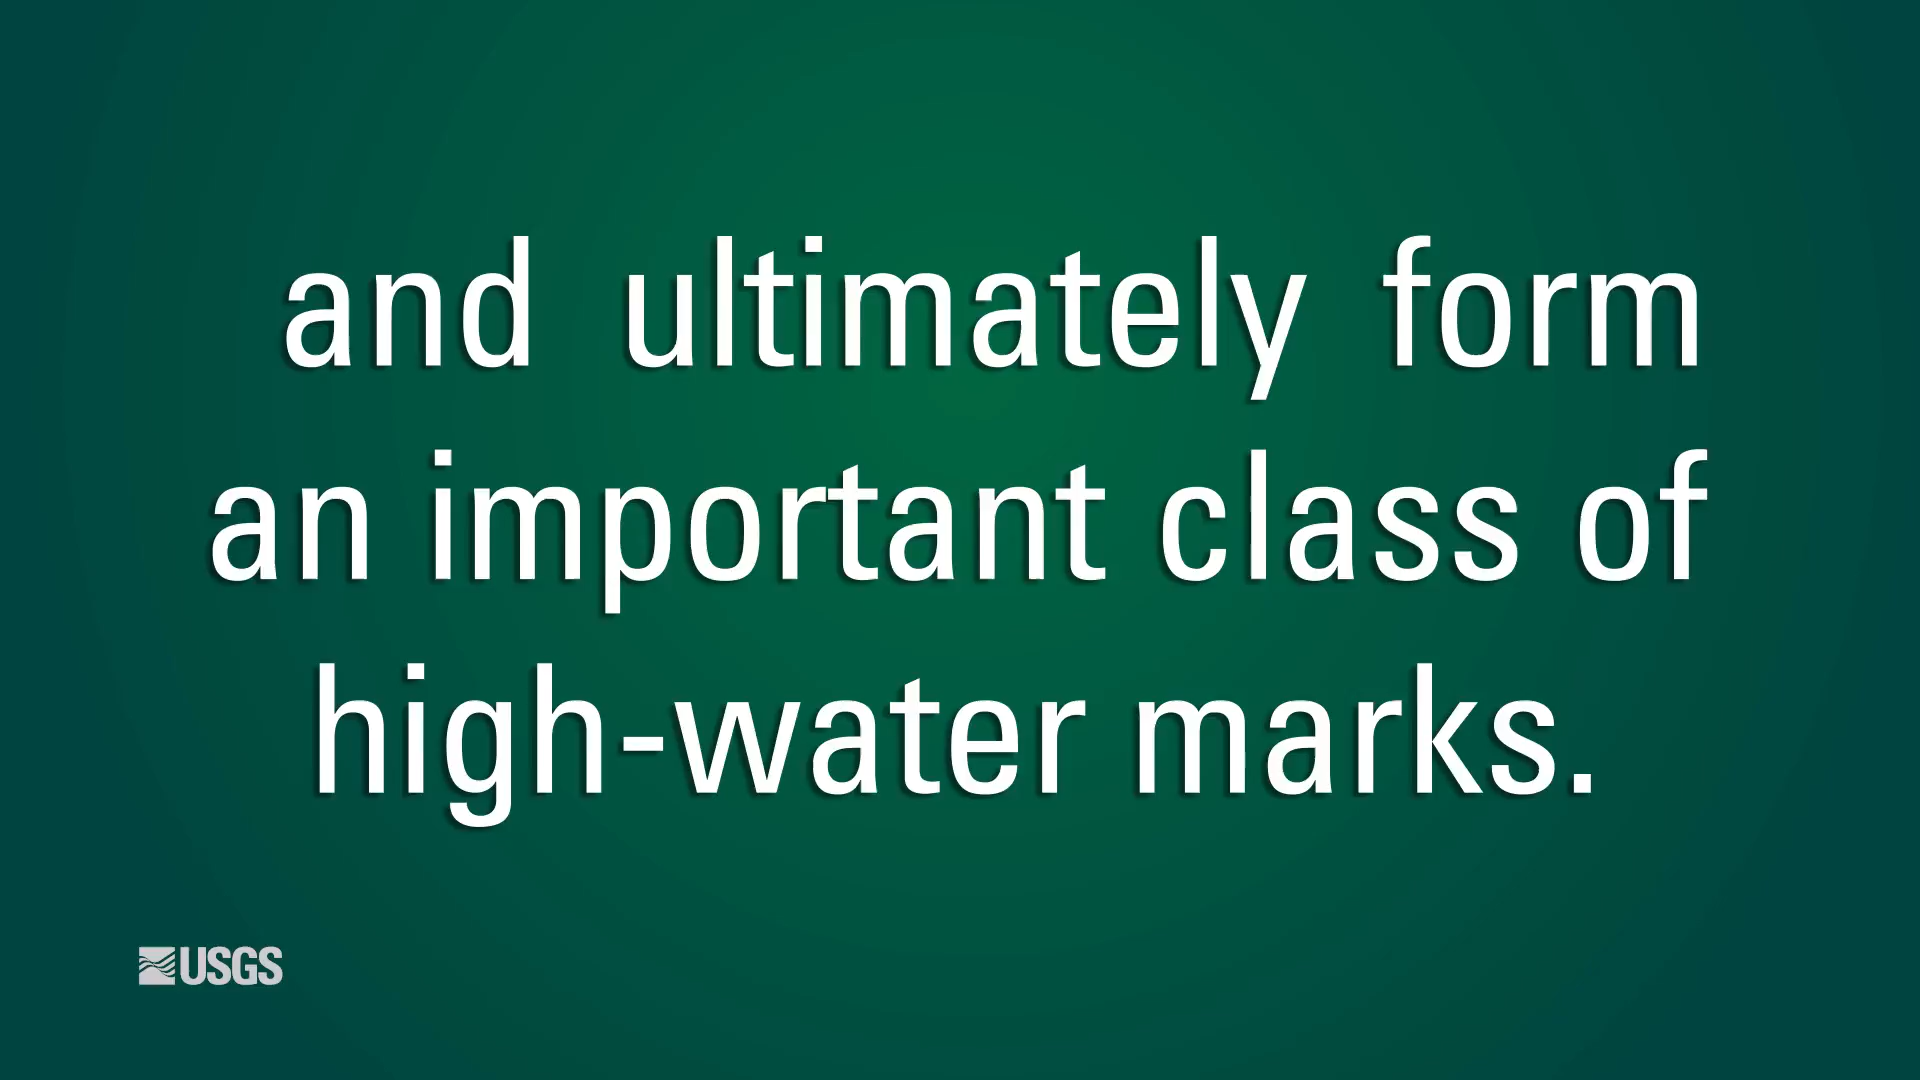 and ultimately form
an important class of
high-water marks.
USGS